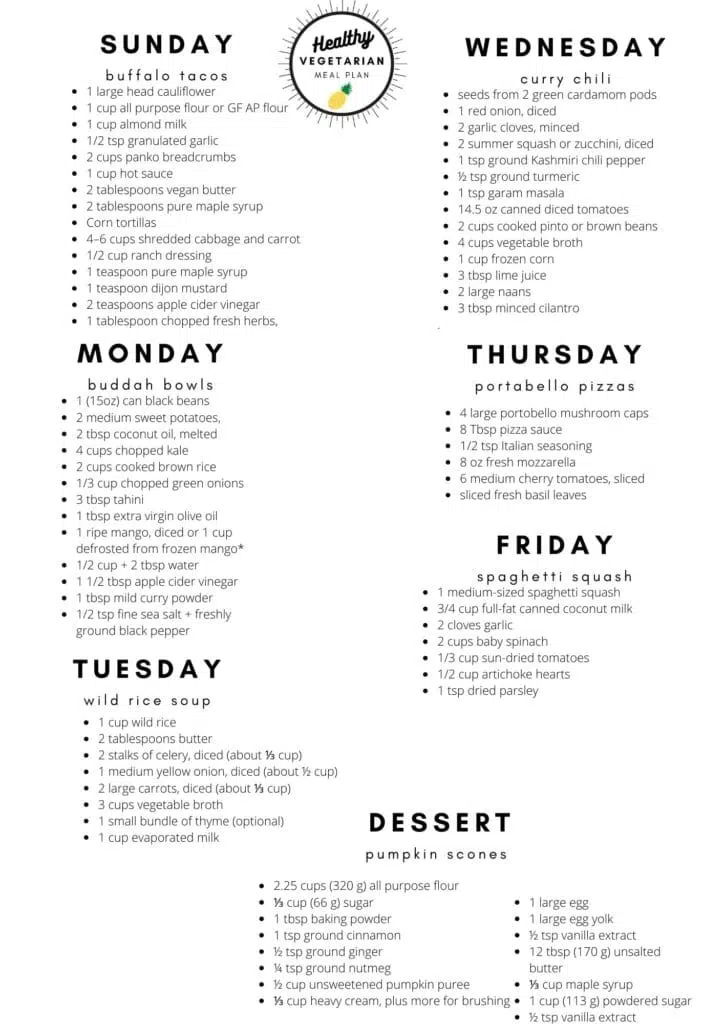 Healthy
VEGETARIAN
MEAL PLAN
SUNDAY
buffalo tacos
1 large head cauliflower
1 cup all purpose flour or GF AP flour
1 cup almond milk
1/2 tsp granulated garlic
2 cups panko breadcrumbs
1 cup hot sauce
2 tablespoons vegan butter
2 tablespoons pure maple syrup
Corn tortillas
4–6 cups shredded cabbage and carrot
1/2 cup ranch dressing
1 teaspoon pure maple syrup
1 teaspoon dijon mustard
2 teaspoons apple cider vinegar
1 tablespoon chopped fresh herbs,
MONDAY
buddah bowls
1 (15oz) can black beans
2 medium sweet potatoes,
2 tbsp coconut oil, melted
4 cups chopped kale
2 cups cooked brown rice
1/3 cup chopped green onions
3 tbsp tahini
1 tbsp extra virgin olive oil
1 ripe mango, diced or 1 cup
defrosted from frozen mango*
1/2 cup + 2 tbsp water
1 1/2 tbsp apple cider vinegar
1 tbsp mild curry powder
1/2 tsp fine sea salt + freshly
ground black pepper
TUESDAY
wild rice soup
1 cup wild rice
2 tablespoons butter
2 stalks of celery, diced (about ⅓ cup)
1 medium yellow onion, diced (about ½ cup)
2 large carrots, diced (about ⅓ cup)
3 cups vegetable broth
1 small bundle of thyme (optional)
1 cup evaporated milk
WEDNESDAY
curry chili
seeds from 2 green cardamom pods
1 red onion, diced
2 garlic cloves, minced
2 summer squash or zucchini, diced
1 tsp ground Kashmiri chili pepper
½ tsp ground turmeric
1 tsp garam masala
14.5 oz canned diced tomatoes
2 cups cooked pinto or brown beans
4 cups vegetable broth
1 cup frozen corn
3 tbsp lime juice
2 large naans
3 tbsp minced cilantro
.
THURSDAY
portabello pizzas
4 large portobello mushroom caps
8 Tbsp pizza sauce
1/2 tsp Italian seasoning
8 oz fresh mozzarella
6 medium cherry tomatoes, sliced
sliced fresh basil leaves
FRIDAY
spaghetti squash
1 medium-sized spaghetti squash
3/4 cup full-fat canned coconut milk
2 cloves garlic
2 cups baby spinach
1/3 cup sun-dried tomatoes
1/2 cup artichoke hearts
1 tsp dried parsley
DESSERT
pumpkin scones
2.25 cups (320 g) all purpose flour
⅓ cup (66 g) sugar
1 tbsp baking powder
1 tsp ground cinnamon
½ tsp ground ginger
¼ tsp ground nutmeg
½ cup unsweetened pumpkin puree
⅓ cup heavy cream, plus more for brushing
1 large egg
1 large egg yolk
½ tsp vanilla extract
12 tbsp (170 g) unsalted
butter
⅓ cup maple syrup
1 cup (113 g) powdered sugar
½ tsp vanilla extract